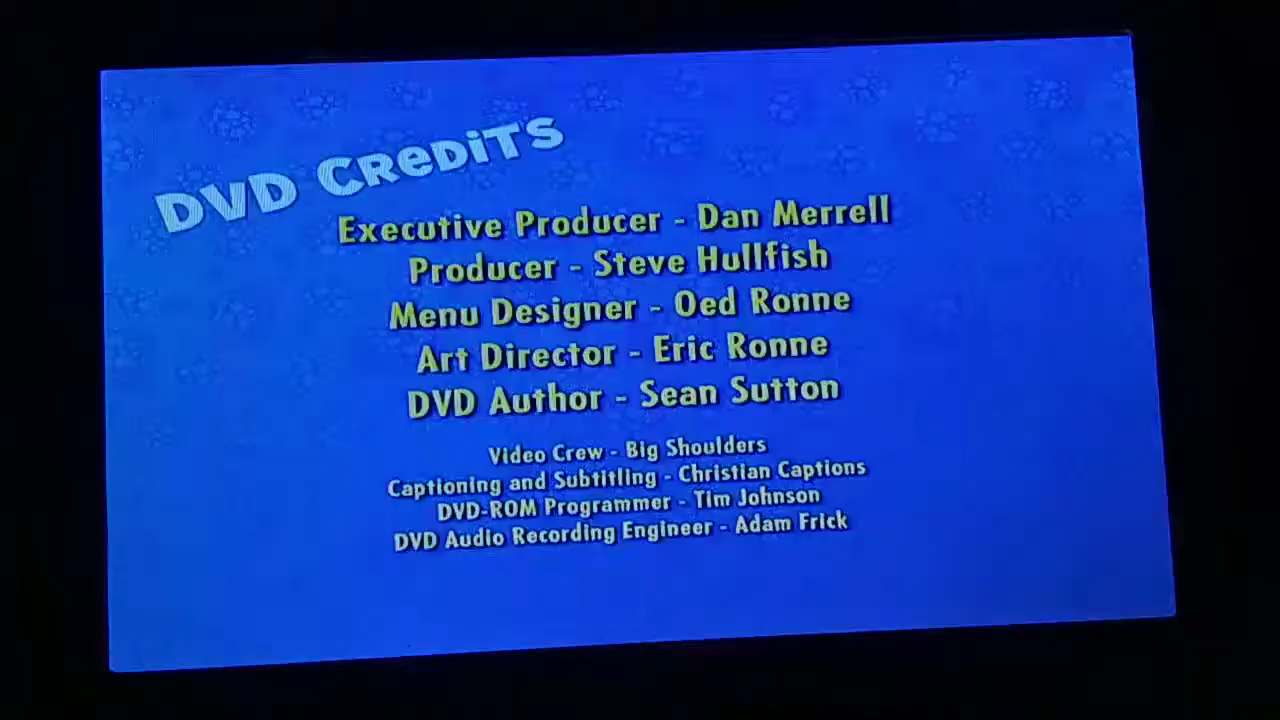 DVD Credits
Executive Producer - Dan Merrell
Producer - Steve Hullfish
Menu Designer - Oed Ronne
Art Director - Eric Ronne
DVD Author - Sean Sutton
Video Crew - Big Shoulders
Captioning and Subtitling - Christian Captions
DVD-ROM Programmer - Tim Johnson
DVD Audio Recording Engineer - Adam Frick